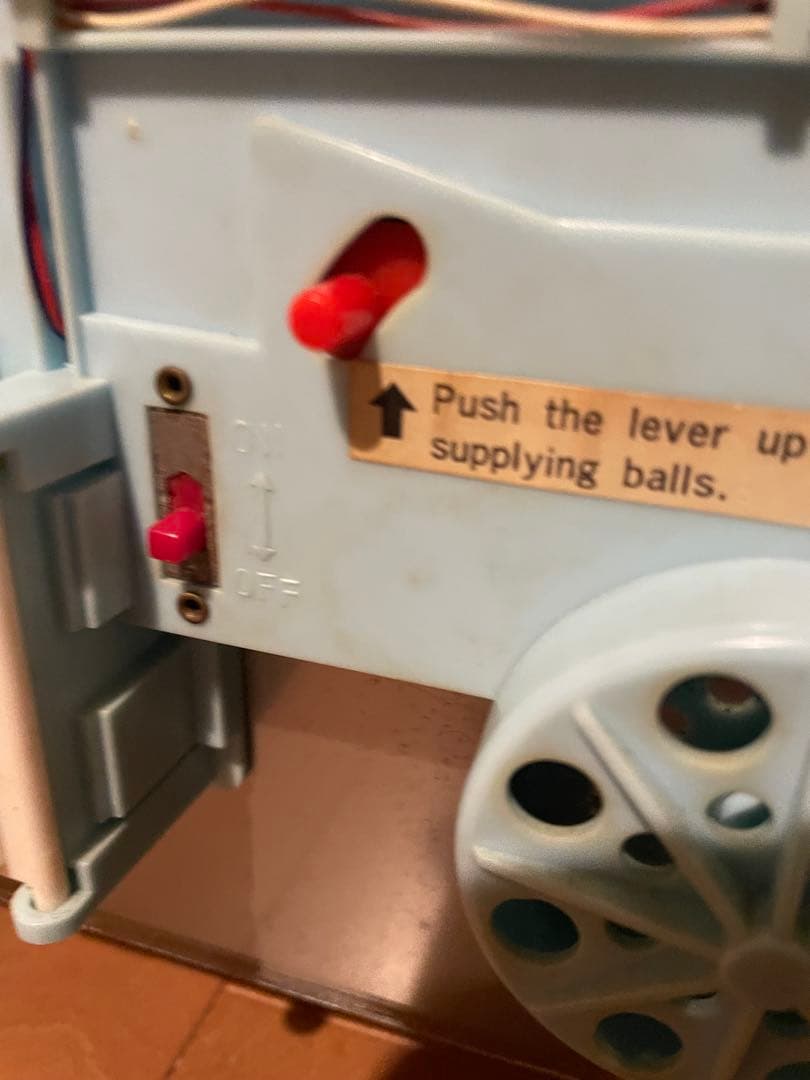 Push the lever up
supplying balls.
ON
OFF